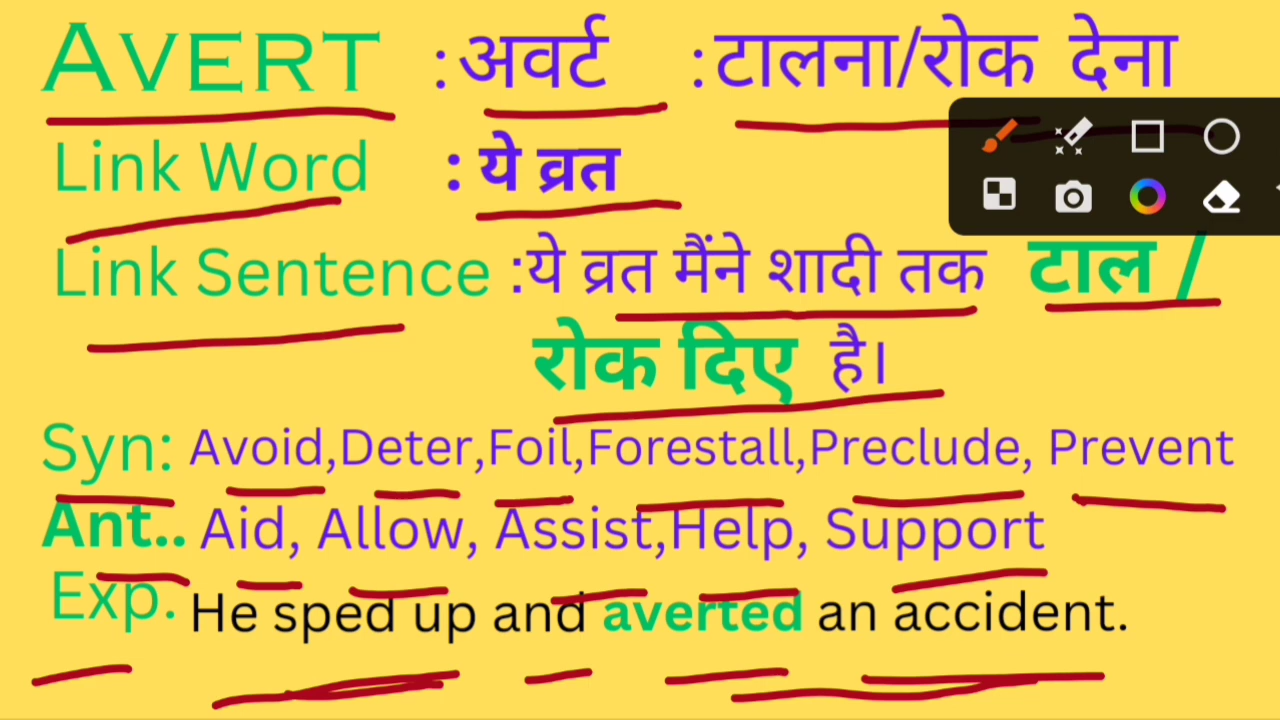 AVERT : अवर्ट : टालना/रोक देना
Link Word : ये व्रत
Link Sentence :ये व्रत मैंने शादी तक टाल /
रोक दिए है।
Syn: Avoid,Deter,Foil,Forestall,Preclude, Prevent
Ant.. Aid, Allow, Assist,Help, Support
Exp. He sped up and averted an accident.